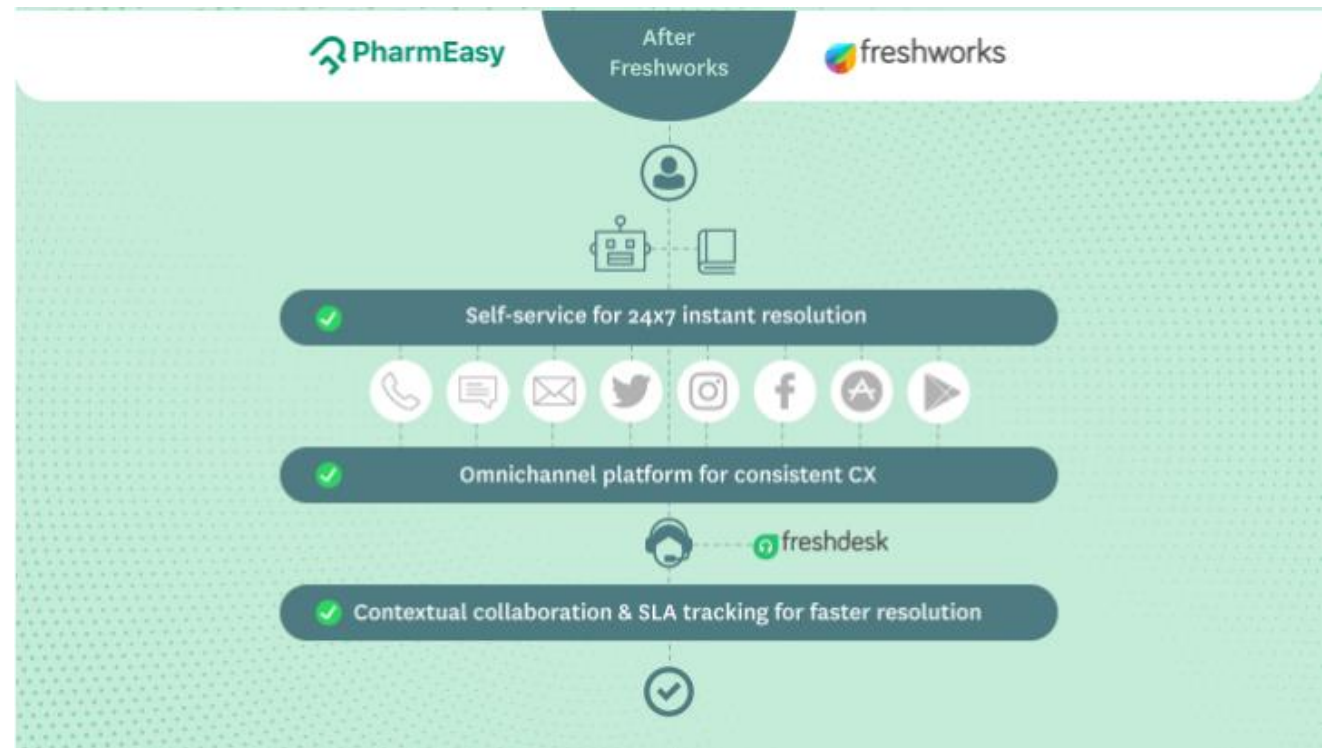 PharmEasy
After
Freshworks
freshworks
Self-service for 24x7 instant resolution
Omnichannel platform for consistent CX
freshdesk
Contextual collaboration & SLA tracking for faster resolution